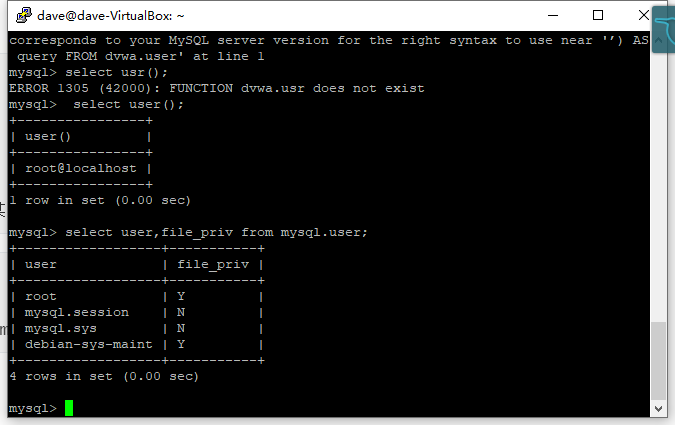 dave@dave-VirtualBox: ~
corresponds to your MySQL server version for the right syntax to use near '’) AS
 query FROM dvwa.user' at line 1
mysql> select usr();
ERROR 1305 (42000): FUNCTION dvwa.usr does not exist
mysql>  select user();
+----------------+
| user()         |
+----------------+
| root@localhost |
+----------------+
1 row in set (0.00 sec)
mysql> select user,file_priv from mysql.user;
+------------------+-----------+
| user             | file_priv |
+------------------+-----------+
| root             | Y         |
| mysql.session    | N         |
| mysql.sys        | N         |
| debian-sys-maint | Y         |
+------------------+-----------+
4 rows in set (0.00 sec)
mysql>